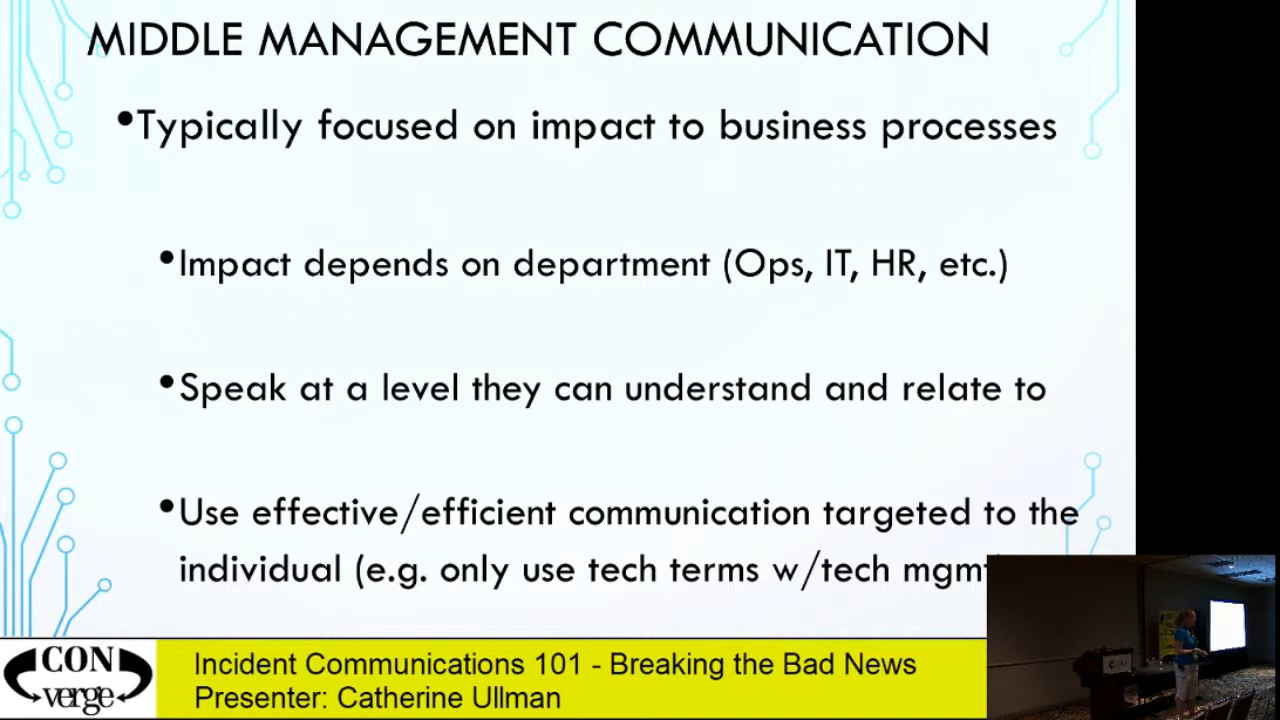 MIDDLE MANAGEMENT COMMUNICATION
•Typically focused on impact to business processes
•Impact depends on department (Ops, IT, HR, etc.)
•Speak at a level they can understand and relate to
•Use effective/efficient communication targeted to the
individual (e.g. only use tech terms w/tech mgmt
CON
verge
Incident Communications 101 - Breaking the Bad News
Presenter: Catherine Ullman